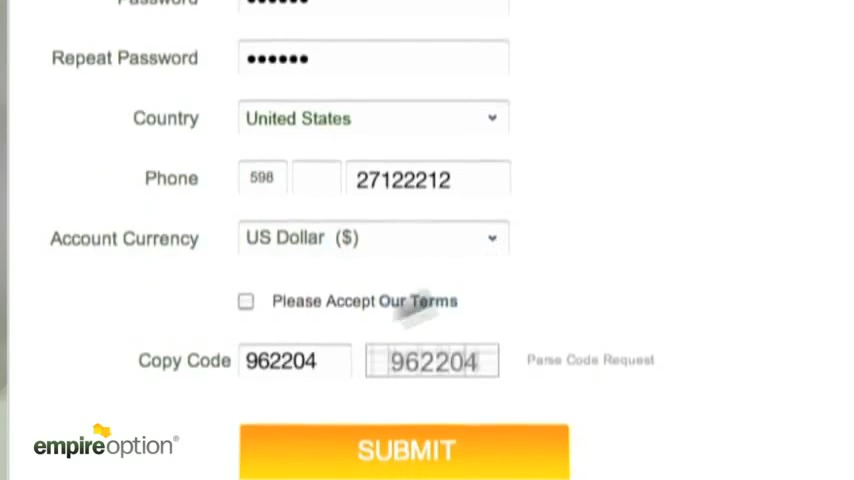 Password ••••••
Repeat Password ••••••
Country United States
Phone 598 27122212
Account Currency US Dollar ($)
Please Accept Our Terms
Copy Code 962204 962204 Parse Code Request
empireoption®
SUBMIT